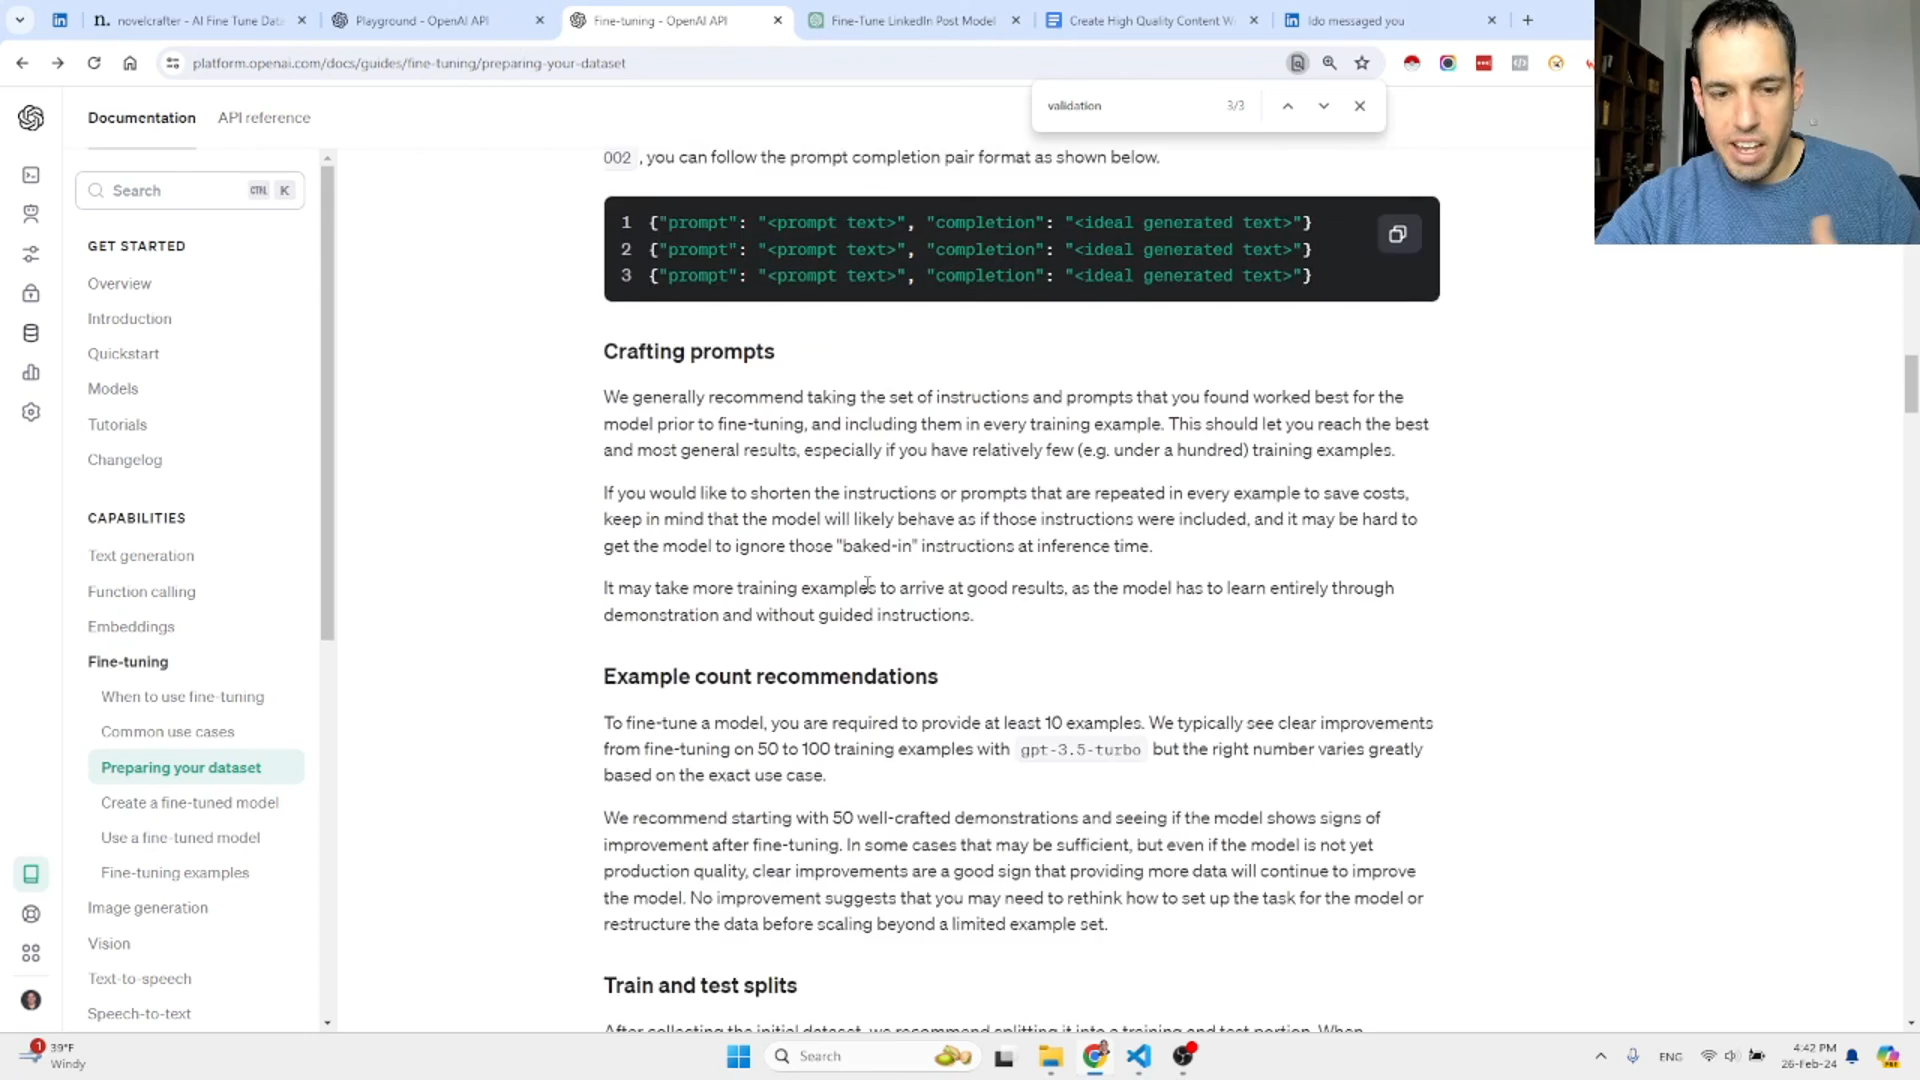 novelcrafter - AI Fine Tune Data
Playground - OpenAI API
Fine-tuning - OpenAI API
Fine-Tune LinkedIn Post Model
Create High Quality Content Wi
Ido messaged you
platform.openai.com/docs/guides/fine-tuning/preparing-your-dataset
validation
3/3
Documentation
API reference
Search
CTRL
K
GET STARTED
Overview
Introduction
Quickstart
Models
Tutorials
Changelog
CAPABILITIES
Text generation
Function calling
Embeddings
Fine-tuning
When to use fine-tuning
Common use cases
Preparing your dataset
Create a fine-tuned model
Use a fine-tuned model
Fine-tuning examples
Image generation
Vision
Text-to-speech
Speech-to-text
002 , you can follow the prompt completion pair format as shown below.
1 {"prompt": "<prompt text>", "completion": "<ideal generated text>"}
2 {"prompt": "<prompt text>", "completion": "<ideal generated text>"}
3 {"prompt": "<prompt text>", "completion": "<ideal generated text>"}
Crafting prompts
We generally recommend taking the set of instructions and prompts that you found worked best for the
model prior to fine-tuning, and including them in every training example. This should let you reach the best
and most general results, especially if you have relatively few (e.g. under a hundred) training examples.
If you would like to shorten the instructions or prompts that are repeated in every example to save costs,
keep in mind that the model will likely behave as if those instructions were included, and it may be hard to
get the model to ignore those "baked-in" instructions at inference time.
It may take more training examples to arrive at good results, as the model has to learn entirely through
demonstration and without guided instructions.
Example count recommendations
To fine-tune a model, you are required to provide at least 10 examples. We typically see clear improvements
from fine-tuning on 50 to 100 training examples with gpt-3.5-turbo but the right number varies greatly
based on the exact use case.
We recommend starting with 50 well-crafted demonstrations and seeing if the model shows signs of
improvement after fine-tuning. In some cases that may be sufficient, but even if the model is not yet
production quality, clear improvements are a good sign that providing more data will continue to improve
the model. No improvement suggests that you may need to rethink how to set up the task for the model or
restructure the data before scaling beyond a limited example set.
Train and test splits
After collecting the initial dataset, we recommend splitting it into a training and test portion. When
1
39°F
Windy
Search
ENG
4:42 PM
26-Feb-24